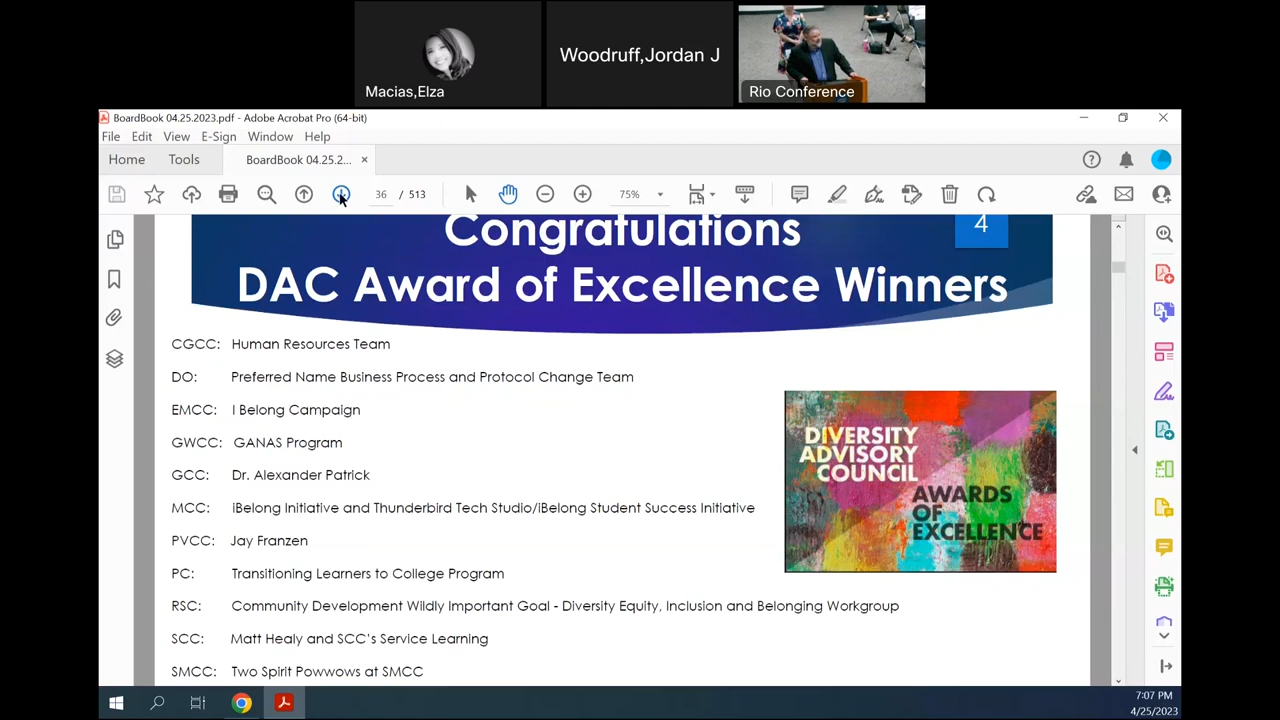 Macias,Elza
Woodruff,Jordan J
Rio Conference
BoardBook 04.25.2023.pdf - Adobe Acrobat Pro (64-bit)
File Edit View E-Sign Window Help
Home Tools BoardBook 04.25.2... ×
36 / 513 75%
Congratulations 4
DAC Award of Excellence Winners
CGCC: Human Resources Team
DO: Preferred Name Business Process and Protocol Change Team
EMCC: I Belong Campaign
GWCC: GANAS Program
GCC: Dr. Alexander Patrick
MCC: iBelong Initiative and Thunderbird Tech Studio/iBelong Student Success Initiative
PVCC: Jay Franzen
PC: Transitioning Learners to College Program
RSC: Community Development Wildly Important Goal - Diversity Equity, Inclusion and Belonging Workgroup
SCC: Matt Healy and SCC's Service Learning
SMCC: Two Spirit Powwows at SMCC
DIVERSITY
ADVISORY
COUNCIL
AWARDS
OF
EXCELLENCE
7:07 PM
4/25/2023